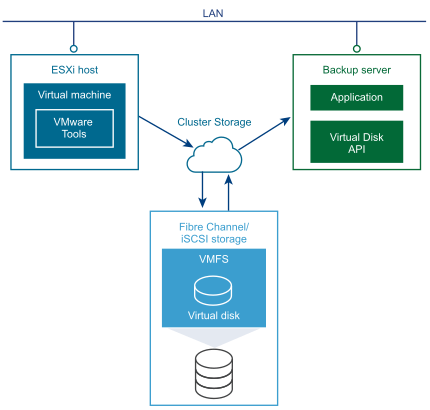 LAN
ESXi host
Virtual machine
VMware
Tools
Cluster Storage
Backup server
Application
Virtual Disk
API
Fibre Channel/
iSCSI storage
VMFS
Virtual disk